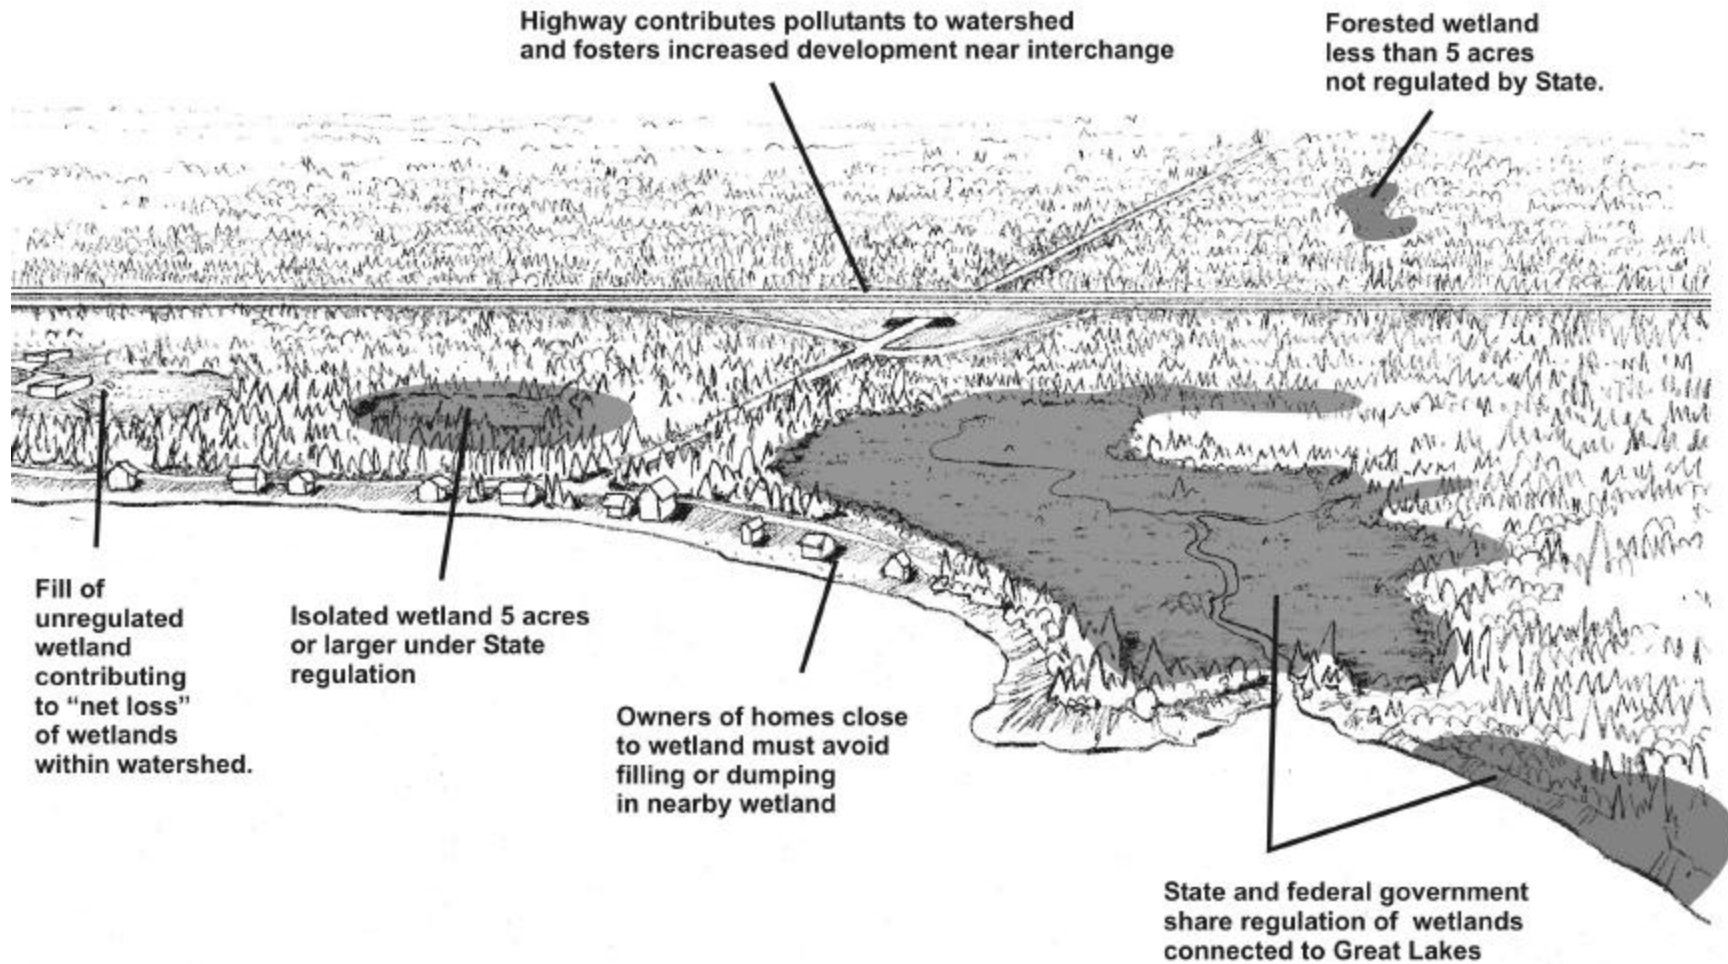 Highway contributes pollutants to watershed
and fosters increased development near interchange
Forested wetland
less than 5 acres
not regulated by State.
Fill of
unregulated
wetland
contributing
to “net loss”
of wetlands
within watershed.
Isolated wetland 5 acres
or larger under State
regulation
Owners of homes close
to wetland must avoid
filling or dumping
in nearby wetland
State and federal government
share regulation of wetlands
connected to Great Lakes